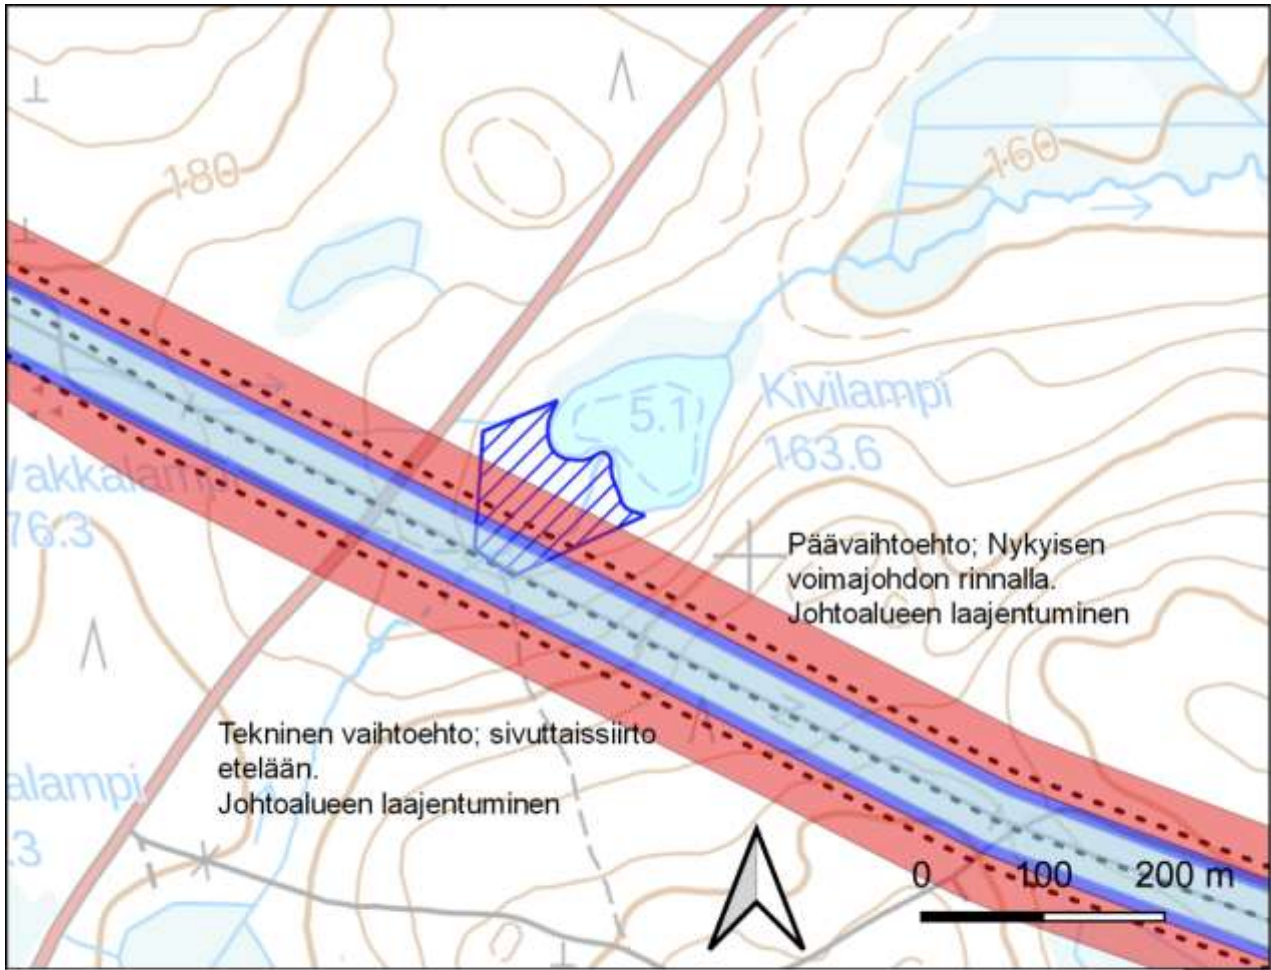 180
160
Kivilampi
163.6
5.1
76.3
Päävaihtoehto; Nykyisen
voimajohdon rinnalla.
Johtoalueen laajentuminen
Tekninen vaihtoehto; sivuttaissiirto
etelään.
Johtoalueen laajentuminen
alampi
.3
0 100 200 m